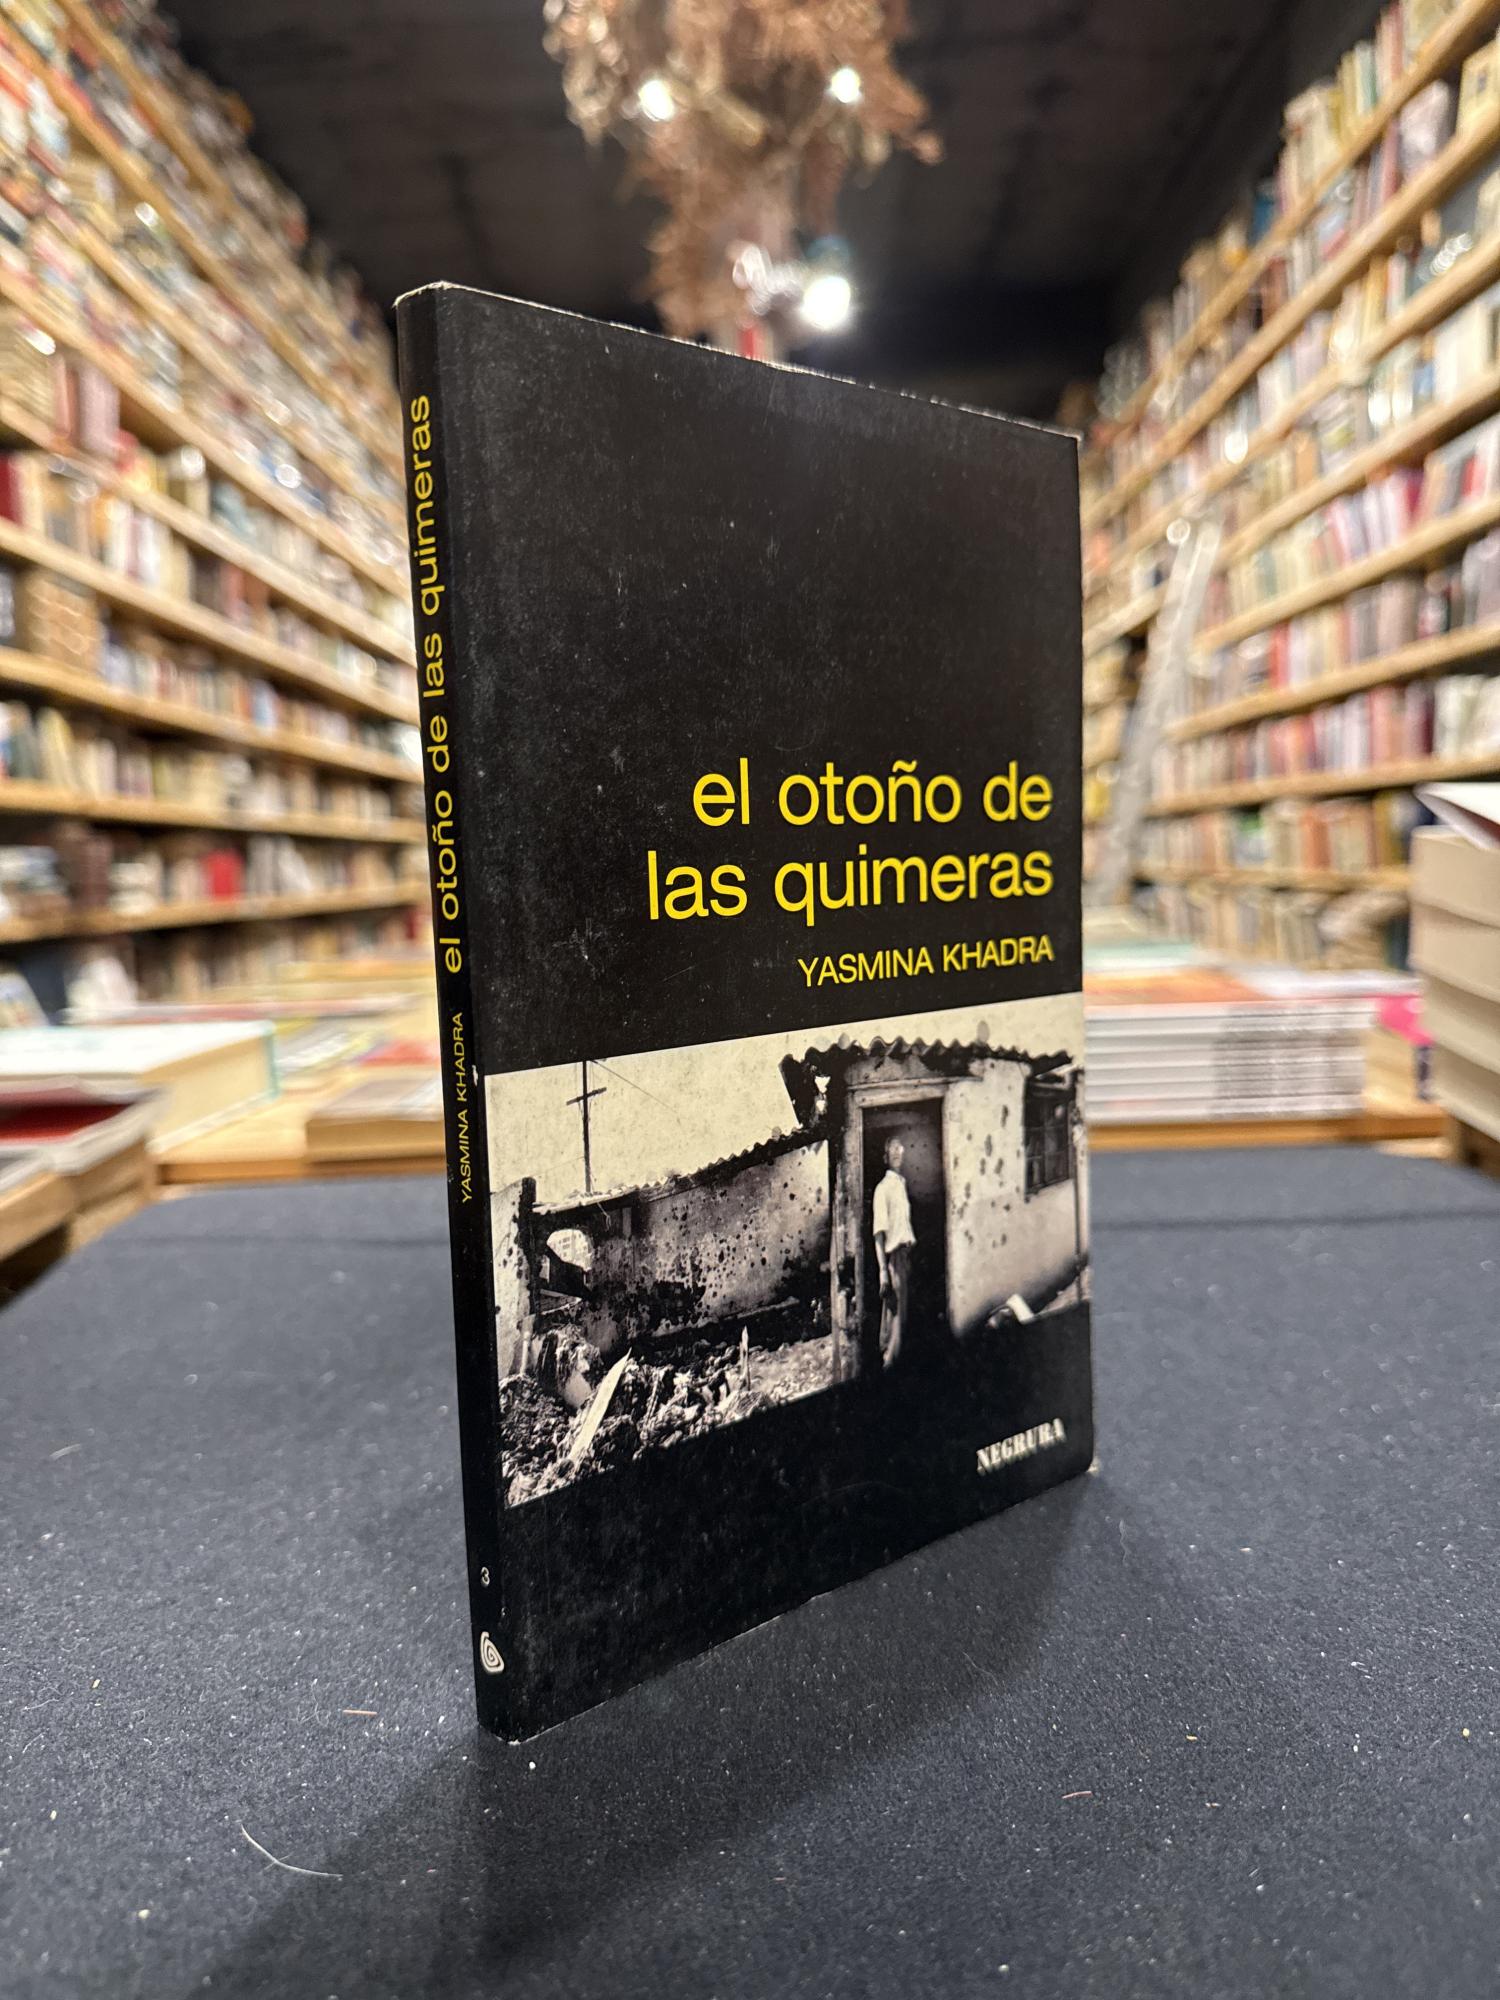 el otoño de
las quimeras
YASMINA KHADRA
NEGRURA
YASMINA KHADRA el otoño de las quimeras
3